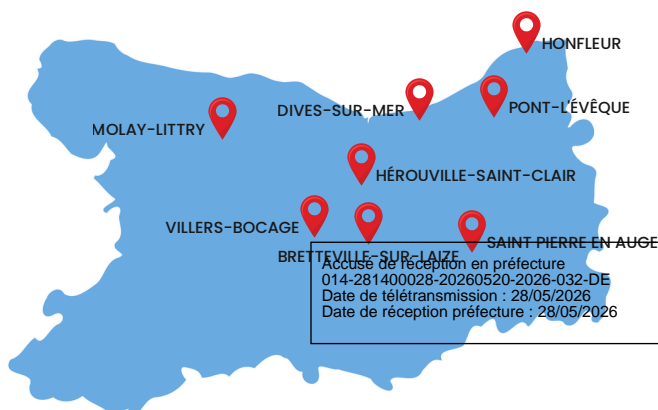 HONFLEUR
DIVES-SUR-MER
PONT-L'ÉVÊQUE
MOLAY-LITTRY
HÉROUVILLE-SAINT-CLAIR
VILLERS-BOCAGE
SAINT PIERRE EN AUGE
BRETTEVILLE-SUR-LAIZE
Accusé de réception en préfecture
014-281400028-20260520-2026-032-DE
Date de télétransmission : 28/05/2026
Date de réception préfecture : 28/05/2026